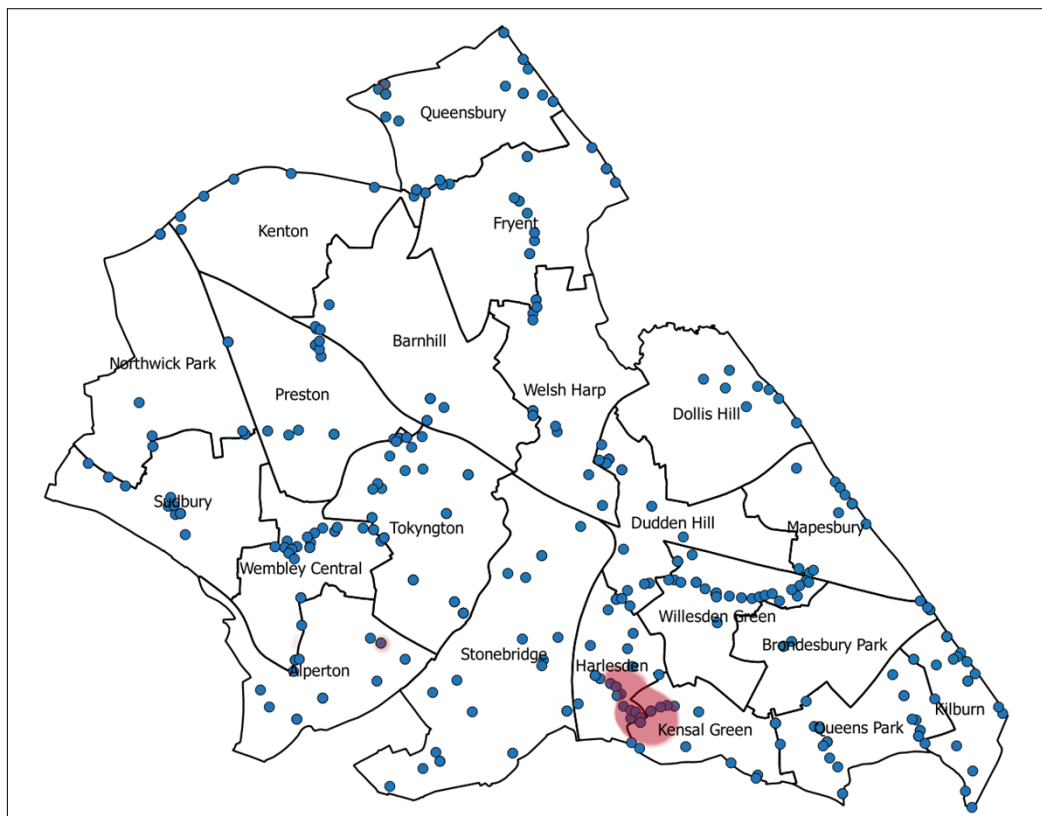 Queensbury
Fryent
Kenton
Barnhill
Northwick Park
Welsh Harp
Preston
Dollis Hill
Sudbury
Tokyngton
Dudden Hill
Mapesbury
Wembley Central
Willesden Green
Brondesbury Park
Stonebridge
Harlesden
Alperton
Kilburn
Queens Park
Kensal Green